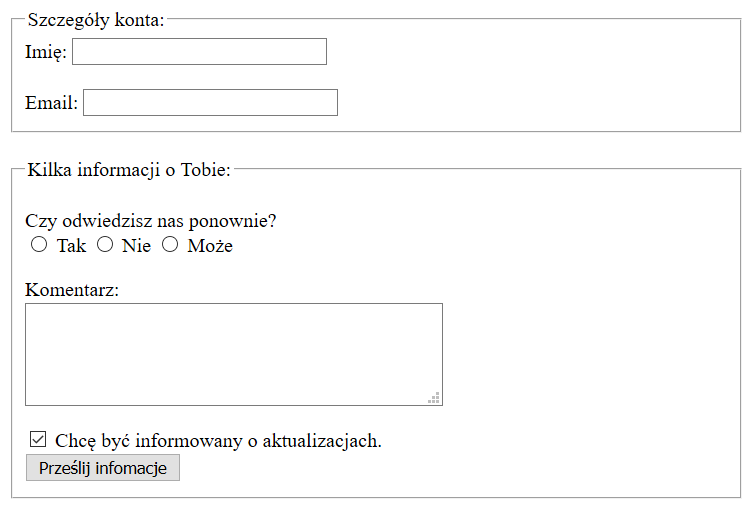 Szczegóły konta:
Imię:
Email:
Kilka informacji o Tobie:
Czy odwiedzisz nas ponownie?
Tak Nie Może
Komentarz:
Chcę być informowany o aktualizacjach.
Prześlij infomacje